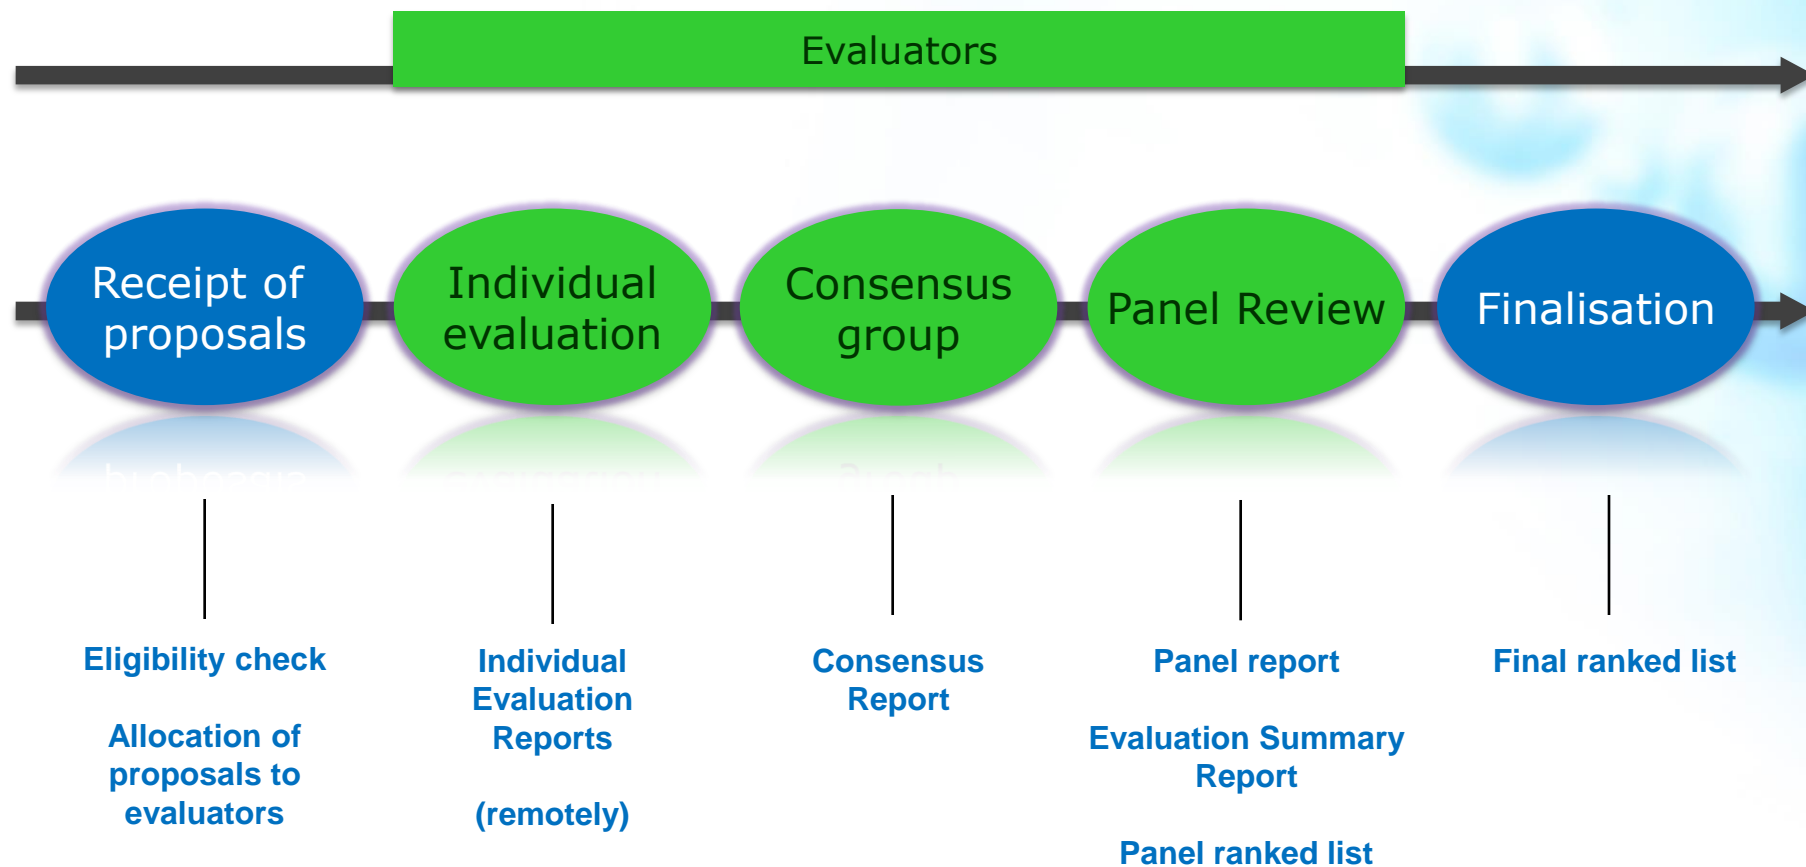 Evaluators
Receipt of
proposals
Individual
evaluation
Consensus
group
Panel Review
Finalisation
Eligibility check
Allocation of
proposals to
evaluators
Individual
Evaluation
Reports
(remotely)
Consensus
Report
Panel report
Evaluation Summary
Report
Panel ranked list
Final ranked list